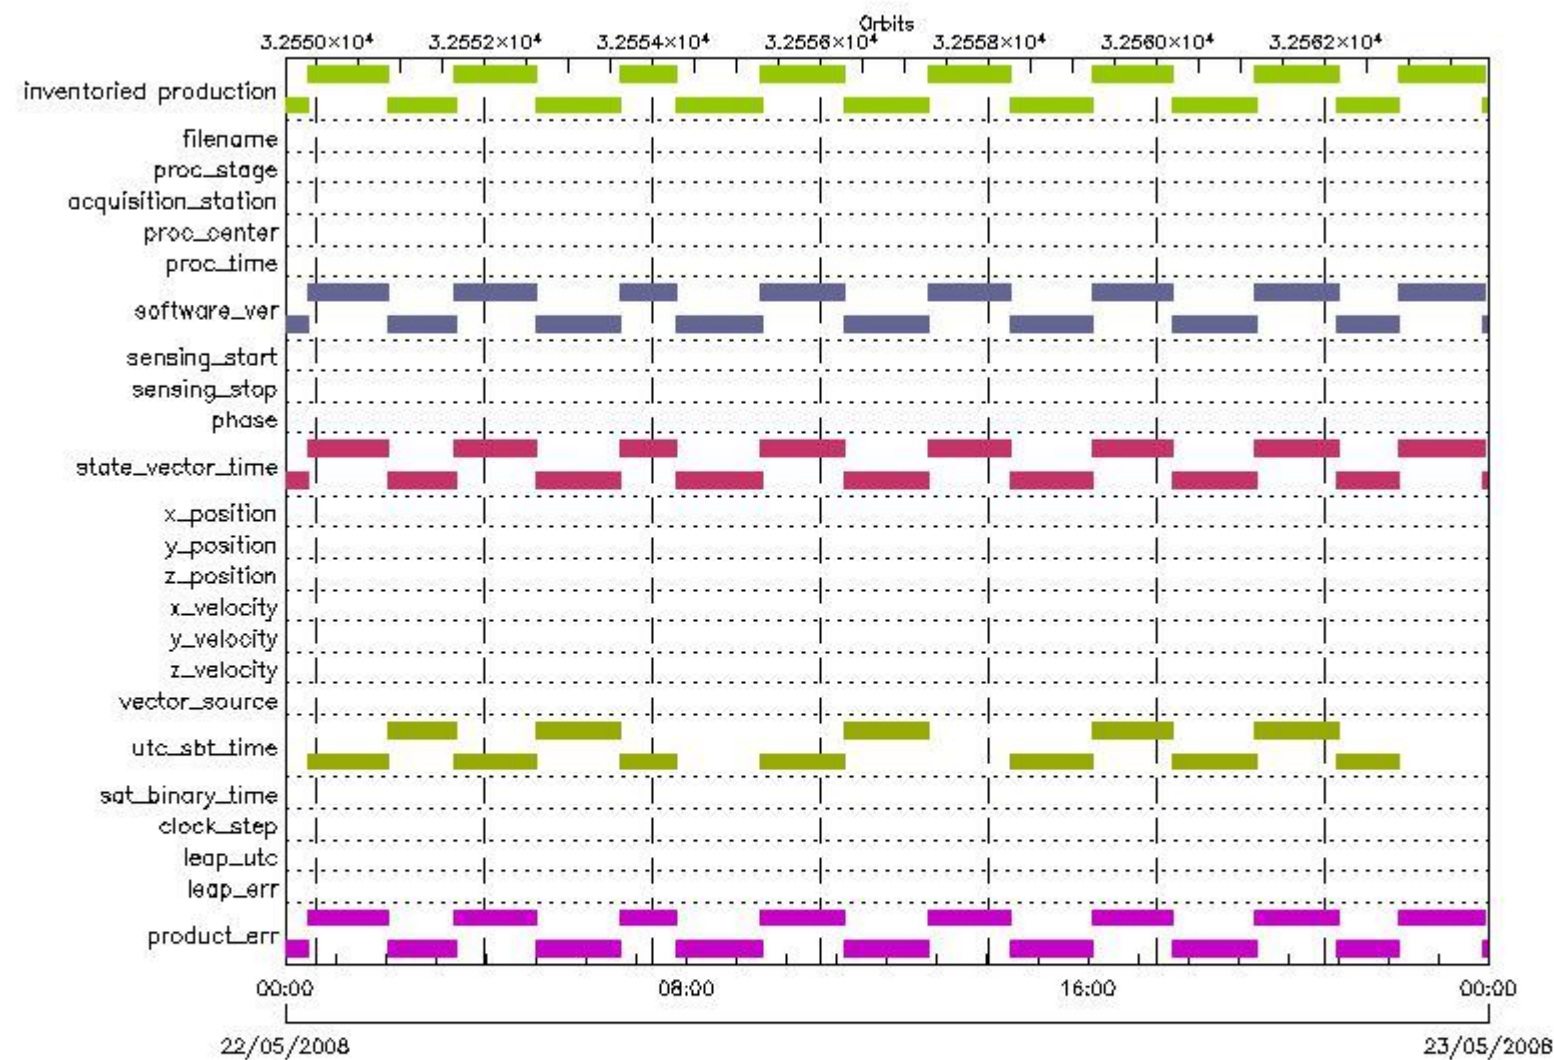 Orbits
3.2550×10⁴ 3.2552×10⁴ 3.2554×10⁴ 3.2556×10⁴ 3.2558×10⁴ 3.2560×10⁴ 3.2562×10⁴
inventoried production
filename
proc_stage
acquisition_station
proc_center
proc_time
software_ver
sensing_start
sensing_stop
phase
state_vector_time
x_position
y_position
z_position
x_velocity
y_velocity
z_velocity
vector_source
utc_sbt_time
sat_binary_time
clock_step
leap_utc
leap_err
product_err
00:00 08:00 16:00 00:00
22/05/2008 23/05/2008